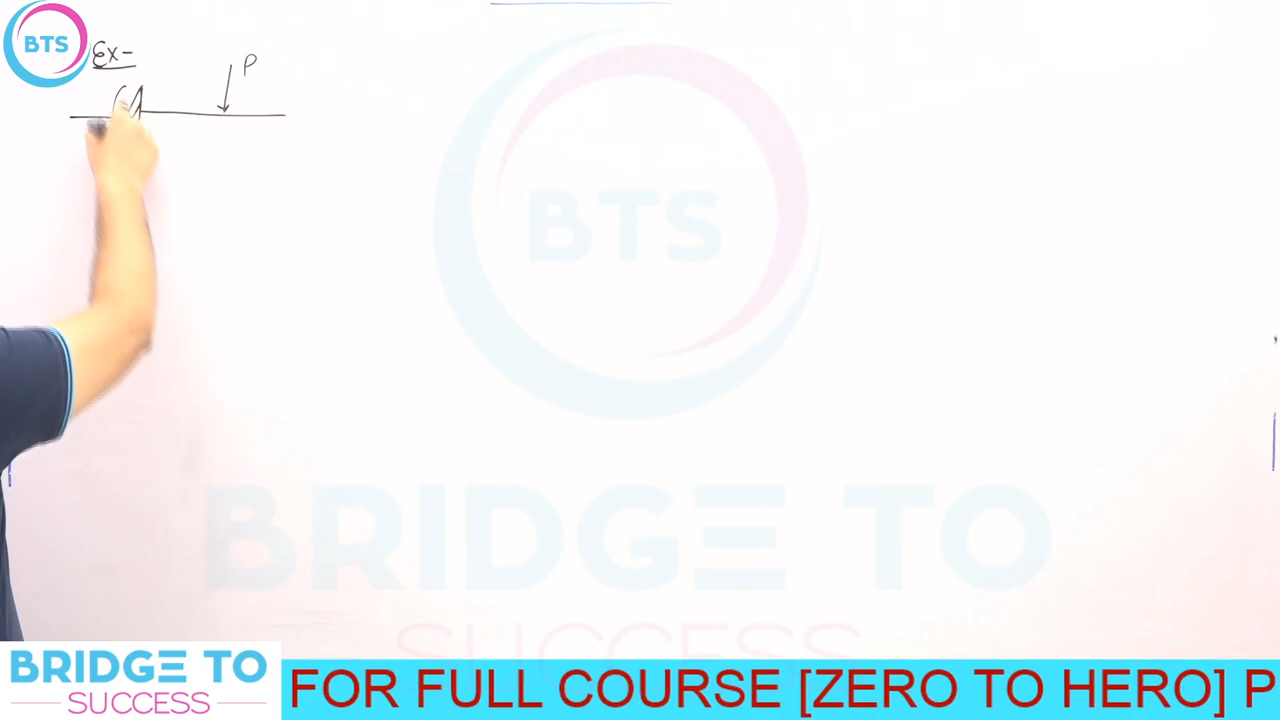 BTS
Ex-
P
BTS
BRIDGE TO
SUCCESS
BRIDGE TO
SUCCESS
FOR FULL COURSE [ZERO TO HERO] P